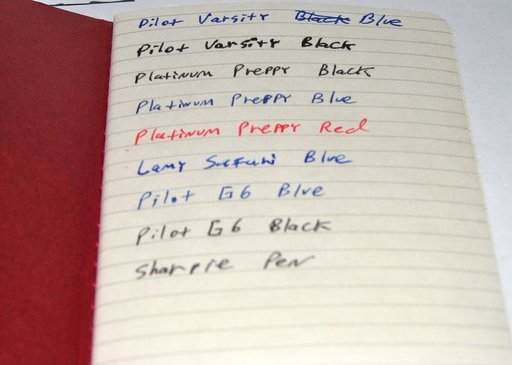 Pilot Varsity Black Blue
Pilot Varsity Black
Platinum Preppy Black
Platinum Preppy Blue
Platinum Preppy Red
Lamy Safari Blue
Pilot G6 Blue
Pilot G6 Black
Sharpie Pen